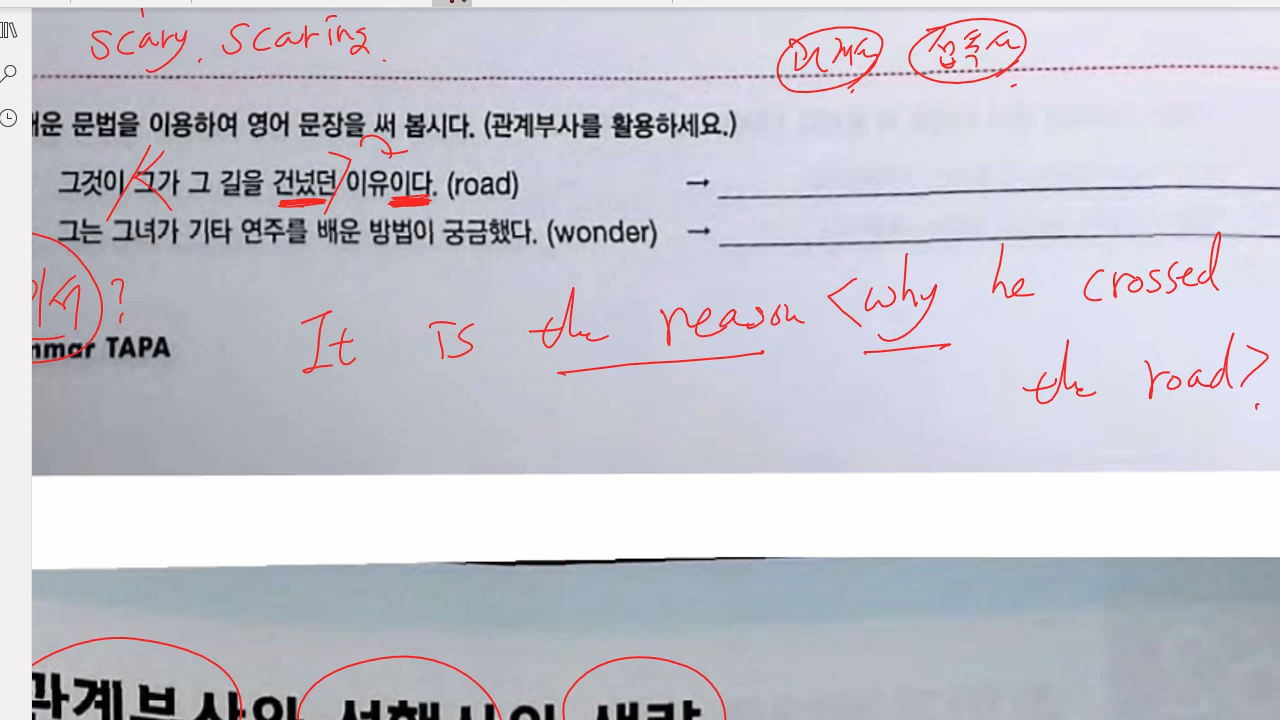 scary. scaring.
접속사
배운 문법을 이용하여 영어 문장을 써 봅시다. (관계부사를 활용하세요.)
그것이 그가 그 길을 건넜던 이유이다. (road) →
그는 그녀가 기타 연주를 배운 방법이 궁금했다. (wonder) →
?
It is the reason <why he crossed
the road>.
mmar TAPA
관계부사와 선행사의 생략